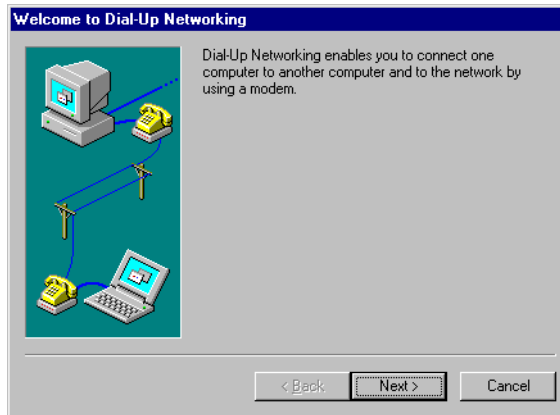 Welcome to Dial-Up Networking
Dial-Up Networking enables you to connect one
computer to another computer and to the network by
using a modem.
< Back
Next >
Cancel